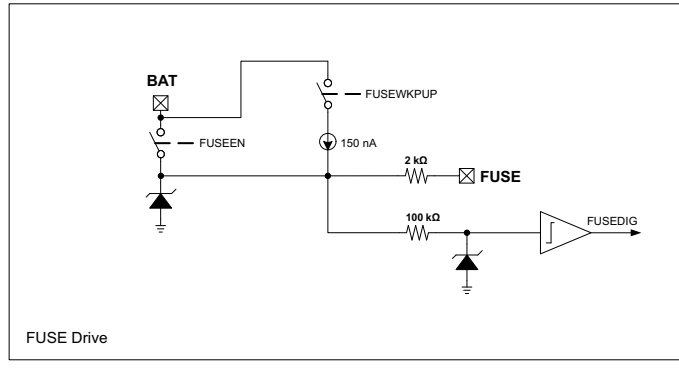 BAT
FUSEWKPUP
FUSEEN
150 nA
2 kΩ
FUSE
100 kΩ
FUSEDIG
FUSE Drive